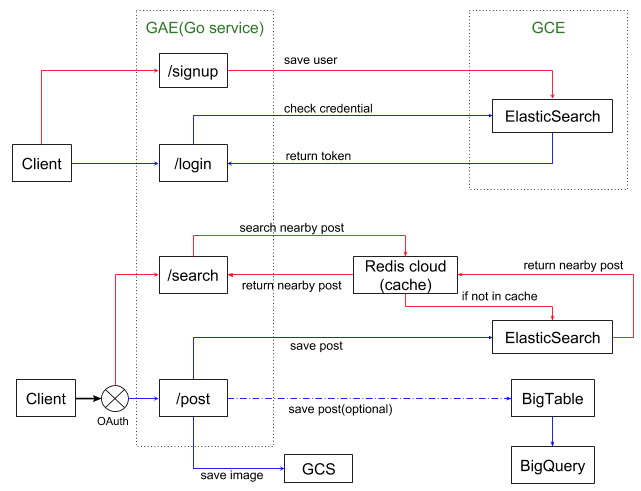 GAE(Go service)
GCE
save user
/signup
check credential
ElasticSearch
Client
/login
return token
search nearby post
/search
Redis cloud
(cache)
return nearby post
return nearby post
if not in cache
ElasticSearch
save post
Client
OAuth
/post
save post(optional)
BigTable
save image
GCS
BigQuery